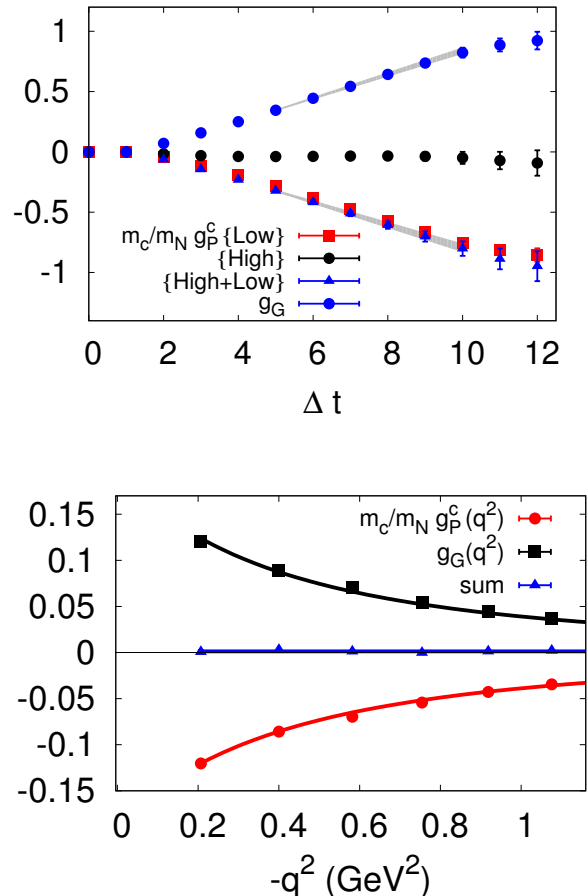 1
0.5
0
-0.5
-1
m_c/m_N g_P^c {Low}
{High}
{High+Low}
g_G
0 2 4 6 8 10 12
Δ t
0.15
0.10
0.05
0
-0.05
-0.1
-0.15
m_c/m_N g_P^c(q^2)
g_G(q^2)
sum
0 0.2 0.4 0.6 0.8 1
-q^2 (GeV^2)